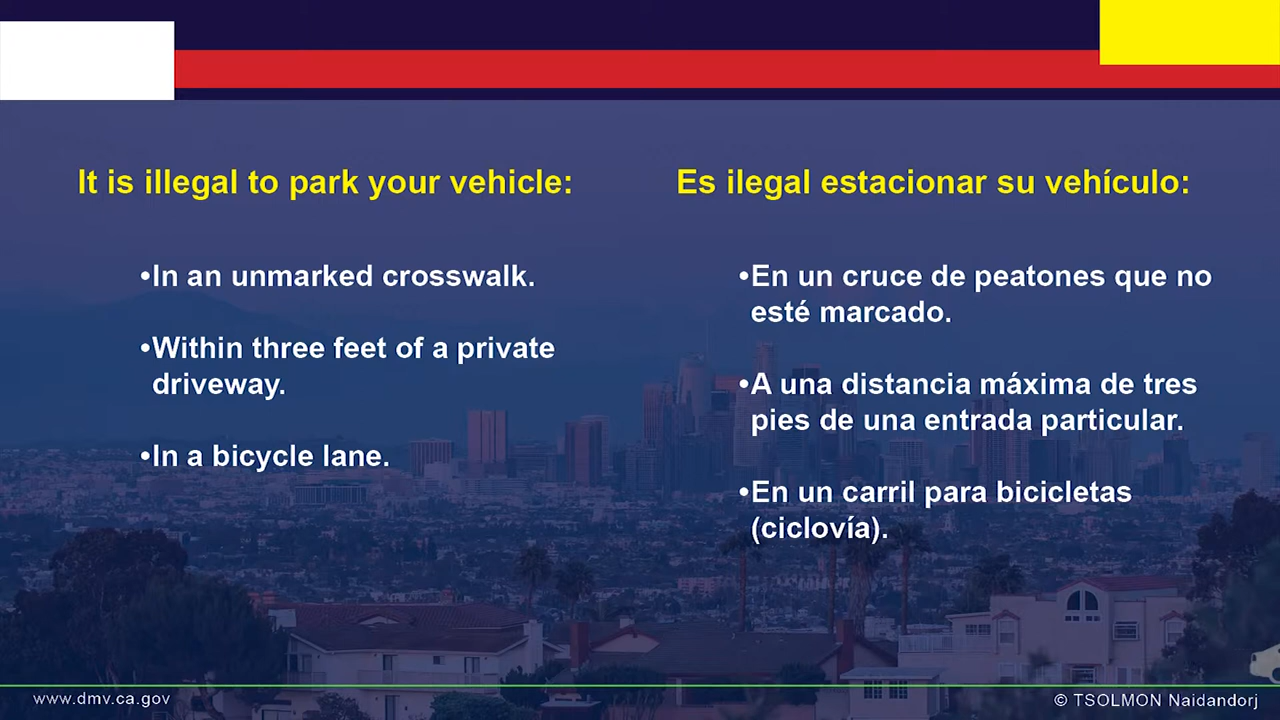 It is illegal to park your vehicle:
•In an unmarked crosswalk.
•Within three feet of a private
driveway.
•In a bicycle lane.
Es ilegal estacionar su vehículo:
•En un cruce de peatones que no
esté marcado.
•A una distancia máxima de tres
pies de una entrada particular.
•En un carril para bicicletas
(ciclovía).
www.dmv.ca.gov
© TSOLMON Naidandorj